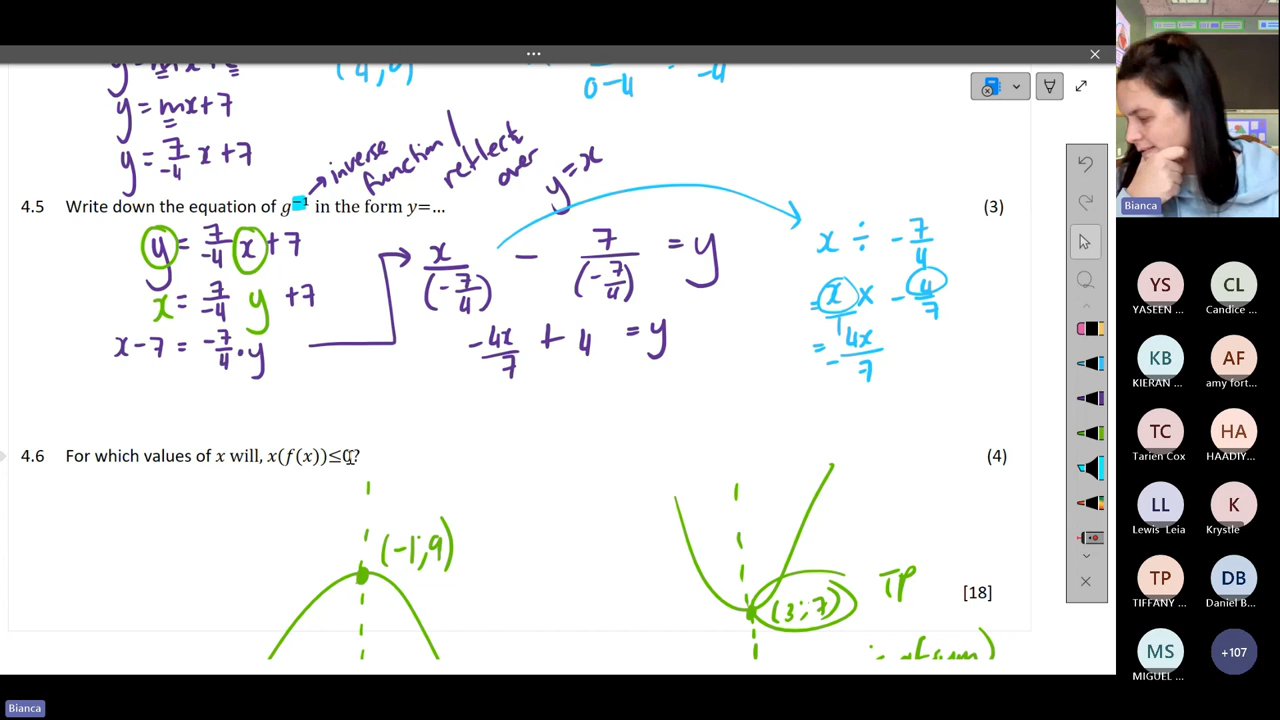 y = mx + c
(4;0)
0-4
-4
y = mx+7
y = 7/-4 x +7
→ inverse function / reflect over y=x
4.5 Write down the equation of g⁻¹ in the form y=... (3)
y = 7/-4 x +7
x = 7/-4 y +7
x-7 = -7/4 · y
x/(-7/4) - 7/(-7/4) = y
-4x/7 + 4 = y
x ÷ -7/4
= x/1 x -4/7
= -4x/7
4.6 For which values of x will, x(f(x))≤0? (4)
(-1;9)
(3;7)
TP
[18]
Bianca
YS
YASEEN ...
CL
Candice ...
KB
KIERAN ...
AF
amy fort...
TC
Tarien Cox
HA
HAADIY...
LL
Lewis Leia
K
Krystle
TP
TIFFANY ...
DB
Daniel B...
MS
MIGUEL ...
+107
Bianca